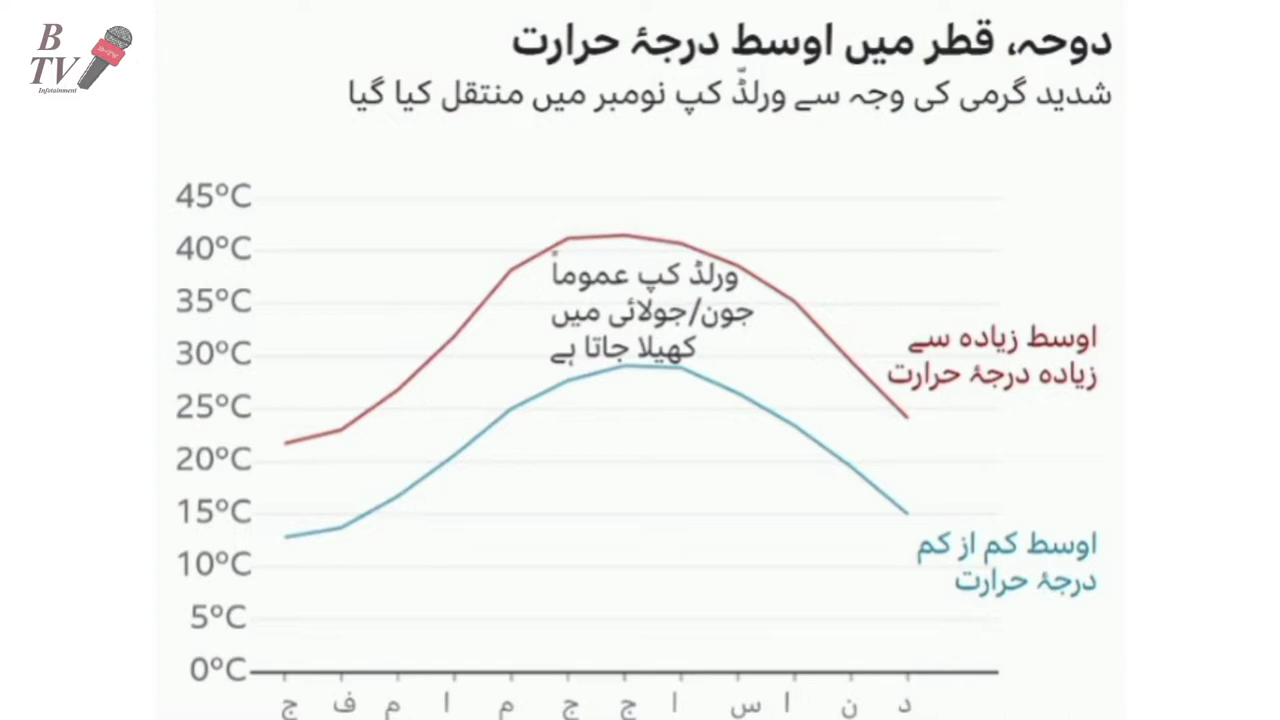 B
TV
Infotainment
دوحہ، قطر میں اوسط درجۂ حرارت
شدید گرمی کی وجہ سے ورلڈّ کپ نومبر میں منتقل کیا گیا
45°C
40°C
35°C
30°C
25°C
20°C
15°C
10°C
5°C
0°C
ورلڈ کپ عموماً
جون/جولائی میں
کھیلا جاتا ہے
اوسط زیادہ سے
زیادہ درجۂ حرارت
اوسط کم از کم
درجۂ حرارت
ج ف م ا م ج ج ا س ا ن د